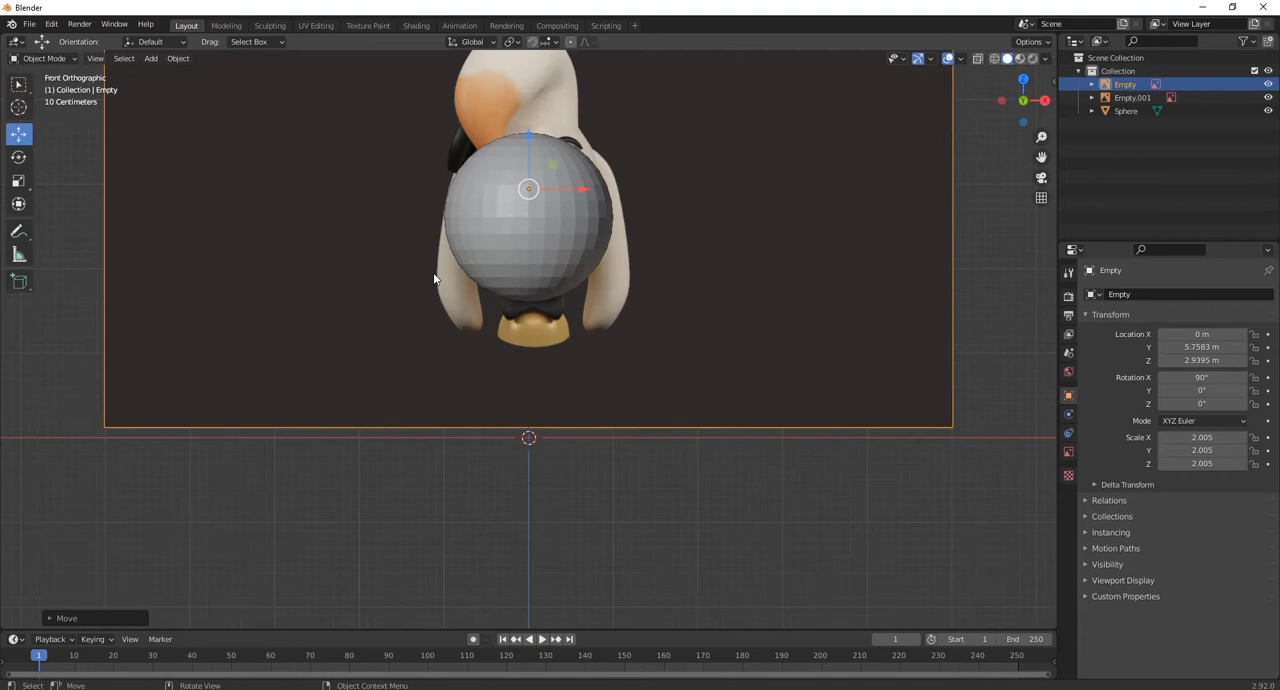 Blender
File Edit Render Window Help Layout Modeling Sculpting UV Editing Texture Paint Shading Animation Rendering Compositing Scripting + Scene View Layer
Orientation: Default Drag: Select Box Global Options
Object Mode View Select Add Object
Front Orthographic
(1) Collection | Empty
10 Centimeters
Z
Y
X
Scene Collection
Collection
Empty
Empty.001
Sphere
Empty
Empty
Transform
Location X 0 m
Y 5.7583 m
Z 2.9395 m
Rotation X 90°
Y 0°
Z 0°
Mode XYZ Euler
Scale X 2.005
Y 2.005
Z 2.005
Delta Transform
Relations
Collections
Instancing
Motion Paths
Viewport Display
Custom Properties
Move
Playback Keying View Marker 1 Start 1 End 250
1 10 20 30 40 50 60 70 80 90 100 110 120 130 140 150 160 170 180 190 200 210 220 230 240 250
Select Move Rotate View Object Context Menu 2.92.0